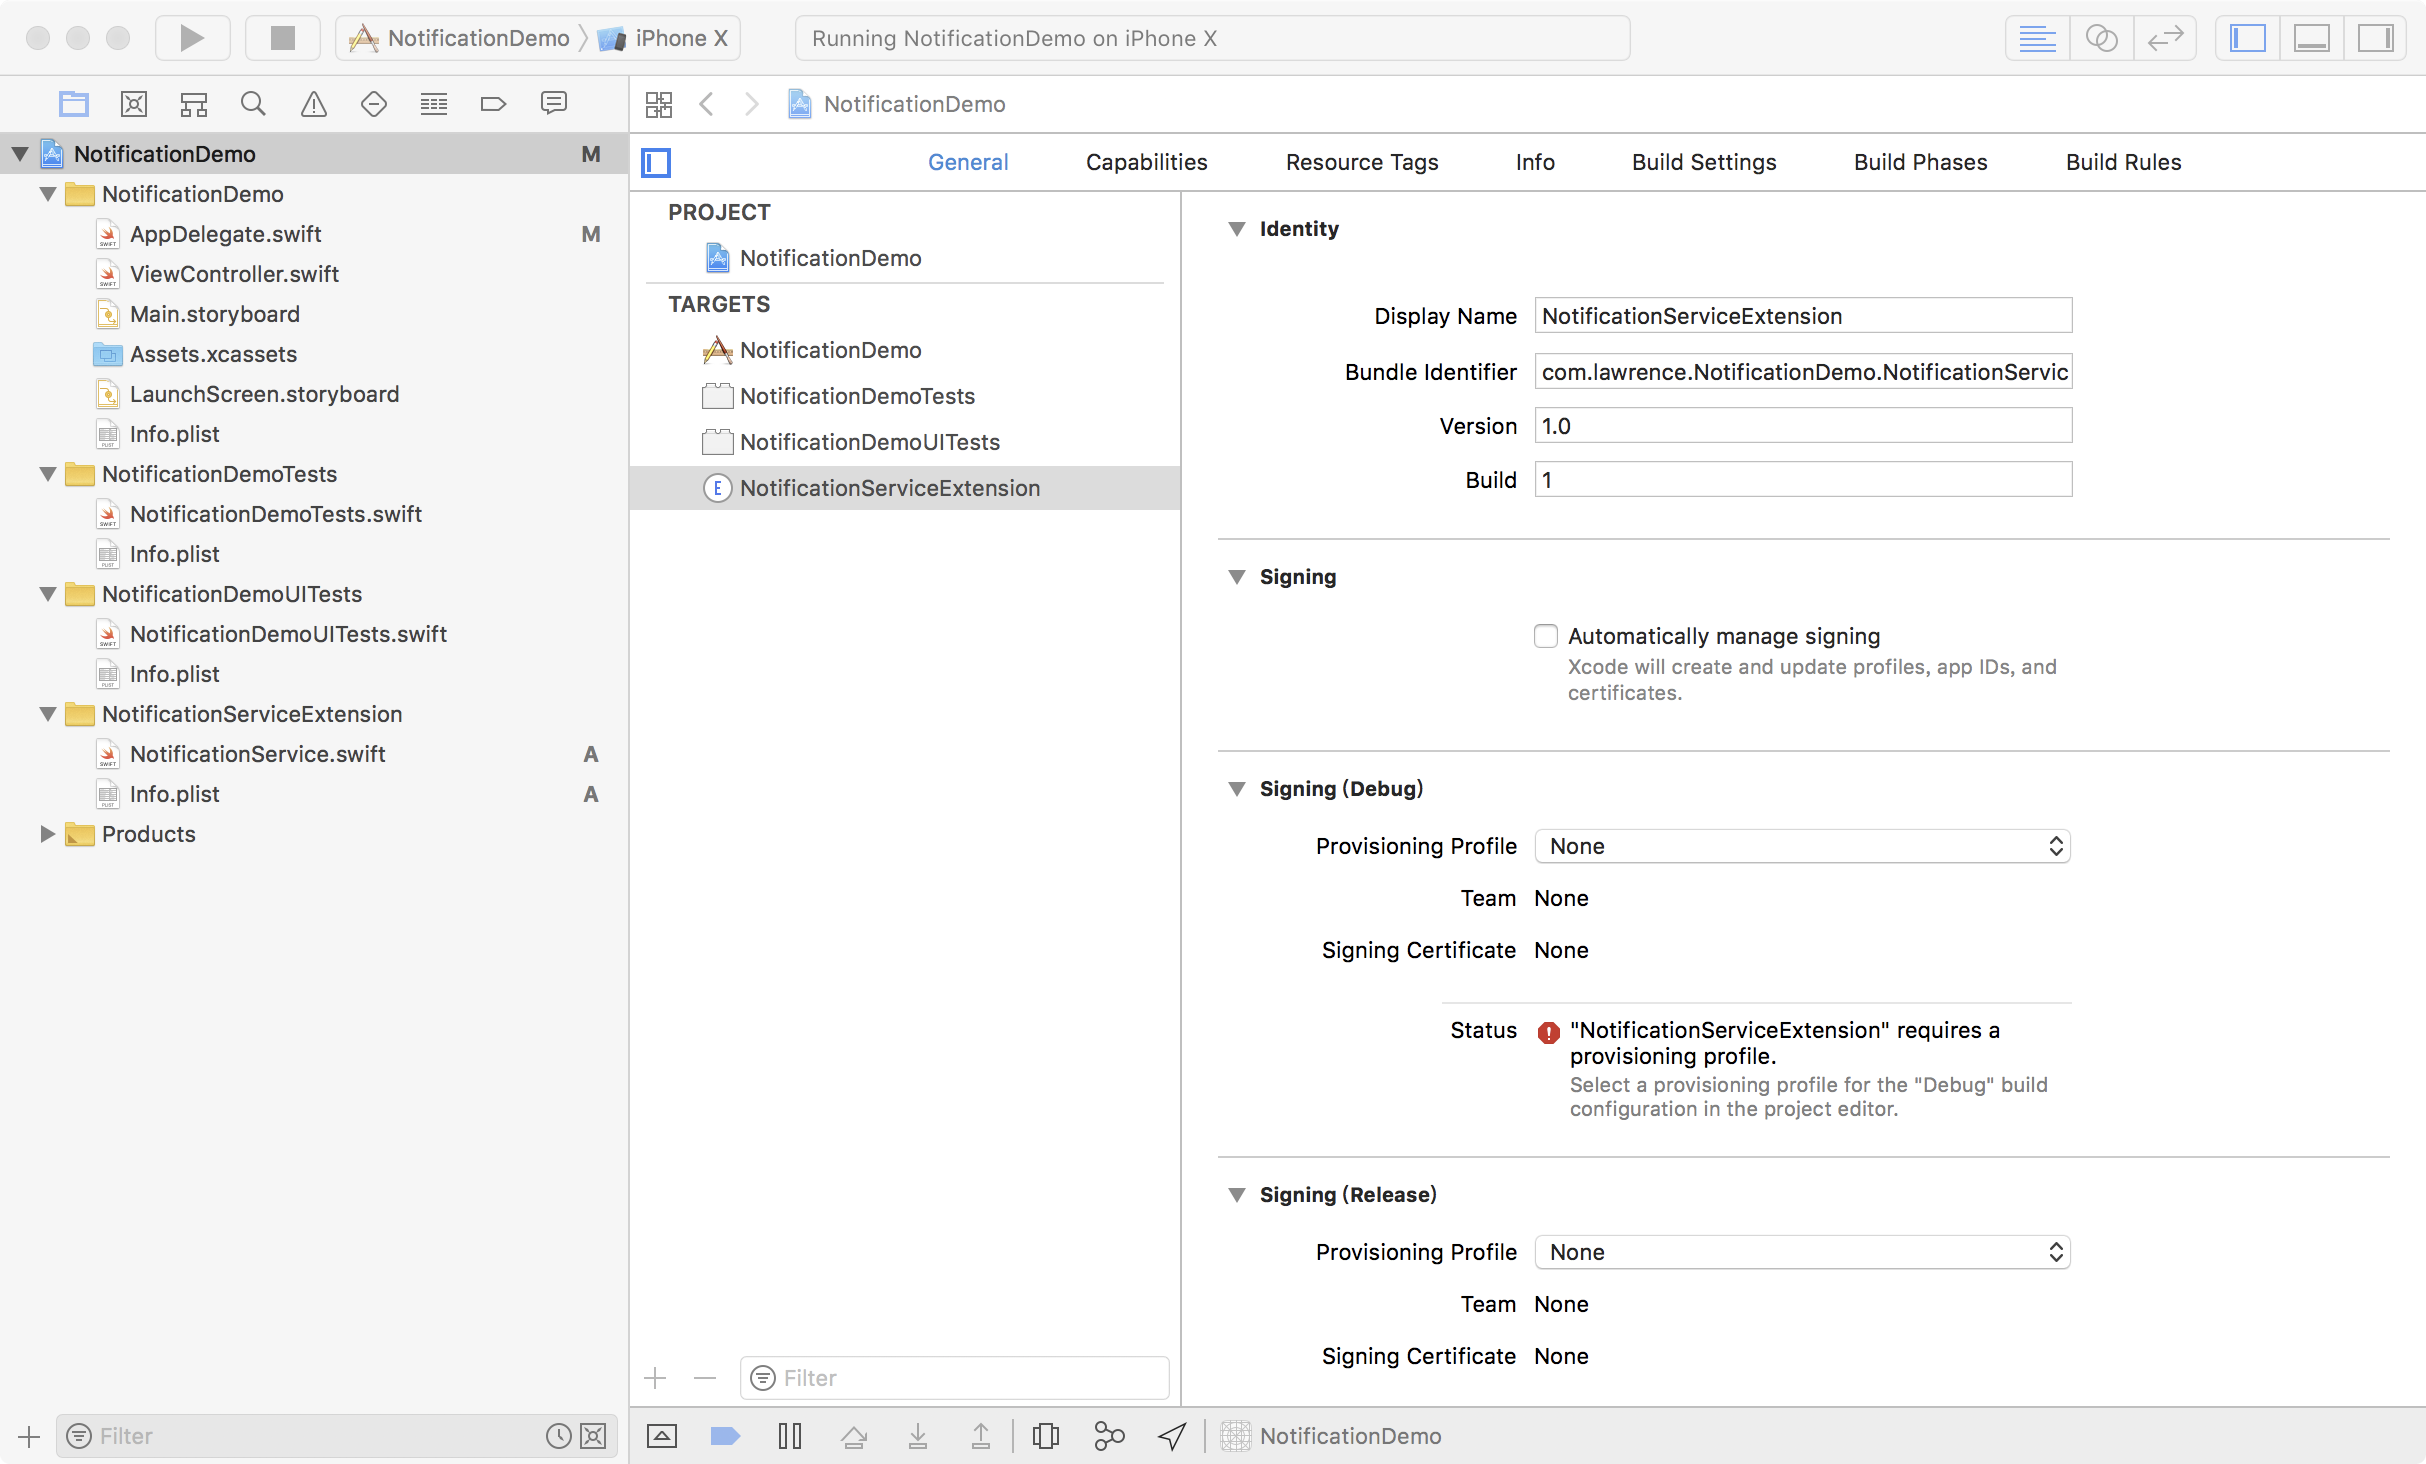 NotificationDemo
iPhone X
Running NotificationDemo on iPhone X
NotificationDemo M
NotificationDemo
AppDelegate.swift M
ViewController.swift
Main.storyboard
Assets.xcassets
LaunchScreen.storyboard
Info.plist
NotificationDemoTests
NotificationDemoTests.swift
Info.plist
NotificationDemoUITests
NotificationDemoUITests.swift
Info.plist
NotificationServiceExtension
NotificationService.swift A
Info.plist A
Products
Filter
NotificationDemo
General Capabilities Resource Tags Info Build Settings Build Phases Build Rules
PROJECT
NotificationDemo
TARGETS
NotificationDemo
NotificationDemoTests
NotificationDemoUITests
E NotificationServiceExtension
Filter
Identity
Display Name NotificationServiceExtension
Bundle Identifier com.lawrence.NotificationDemo.NotificationServic
Version 1.0
Build 1
Signing
Automatically manage signing
Xcode will create and update profiles, app IDs, and
certificates.
Signing (Debug)
Provisioning Profile None
Team None
Signing Certificate None
Status "NotificationServiceExtension" requires a
provisioning profile.
Select a provisioning profile for the "Debug" build
configuration in the project editor.
Signing (Release)
Provisioning Profile None
Team None
Signing Certificate None
NotificationDemo